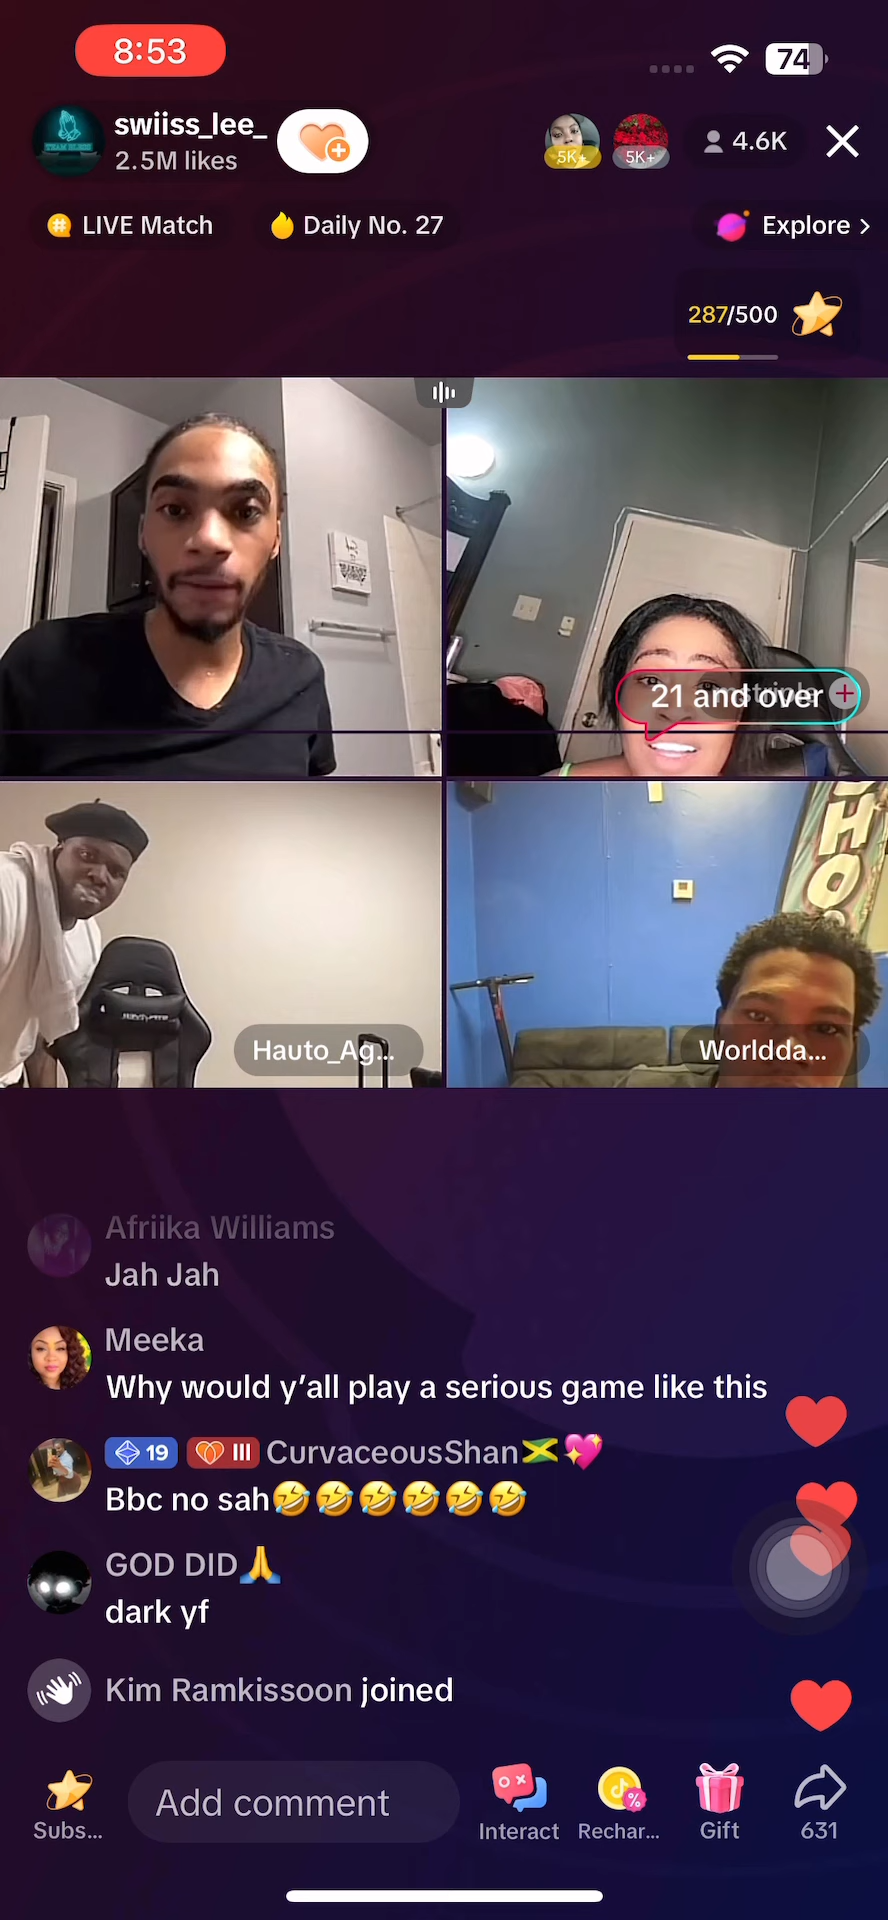 8:53
74
swiiss_lee_
2.5M likes
5K+
5K+
4.6K
LIVE Match
Daily No. 27
Explore >
287/500
21 and over
HO.
Hauto_Ag...
Worldda...
Afriika Williams
Jah Jah
Meeka
Why would y’all play a serious game like this
19 III CurvaceousShan🇯🇲💖
Bbc no sah🤣🤣🤣🤣🤣🤣
GOD DID🙏
dark yf
Kim Ramkissoon joined
Subs...
Add comment
Interact
Rechar...
Gift
631